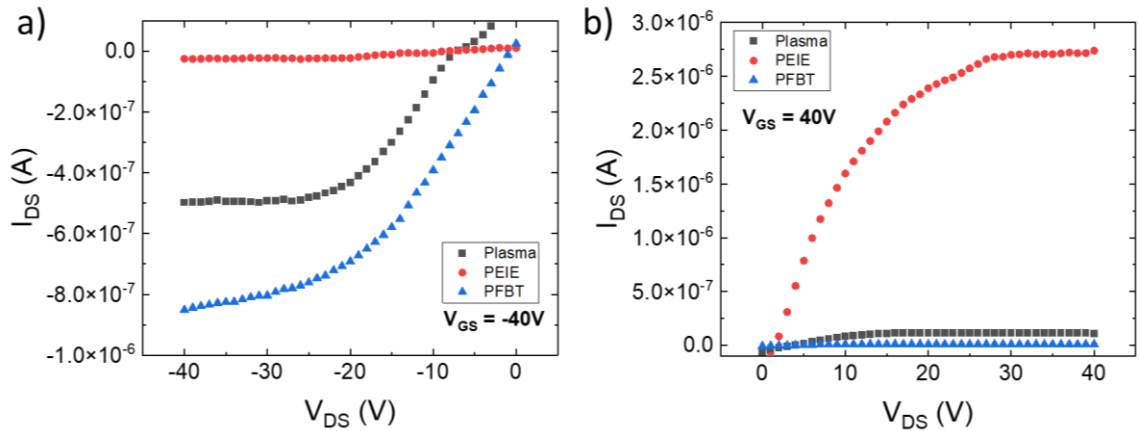 a)
0.0
-2.0×10⁻⁷
-4.0×10⁻⁷
-6.0×10⁻⁷
-8.0×10⁻⁷
-1.0×10⁻⁶
I_DS (A)
Plasma
PEIE
PFBT
V_GS = -40V
-40 -30 -20 -10 0
V_DS (V)
b)
3.0×10⁻⁶
2.5×10⁻⁶
2.0×10⁻⁶
1.5×10⁻⁶
1.0×10⁻⁶
5.0×10⁻⁷
0.0
I_DS (A)
Plasma
PEIE
PFBT
V_GS = 40V
0 10 20 30 40
V_DS (V)